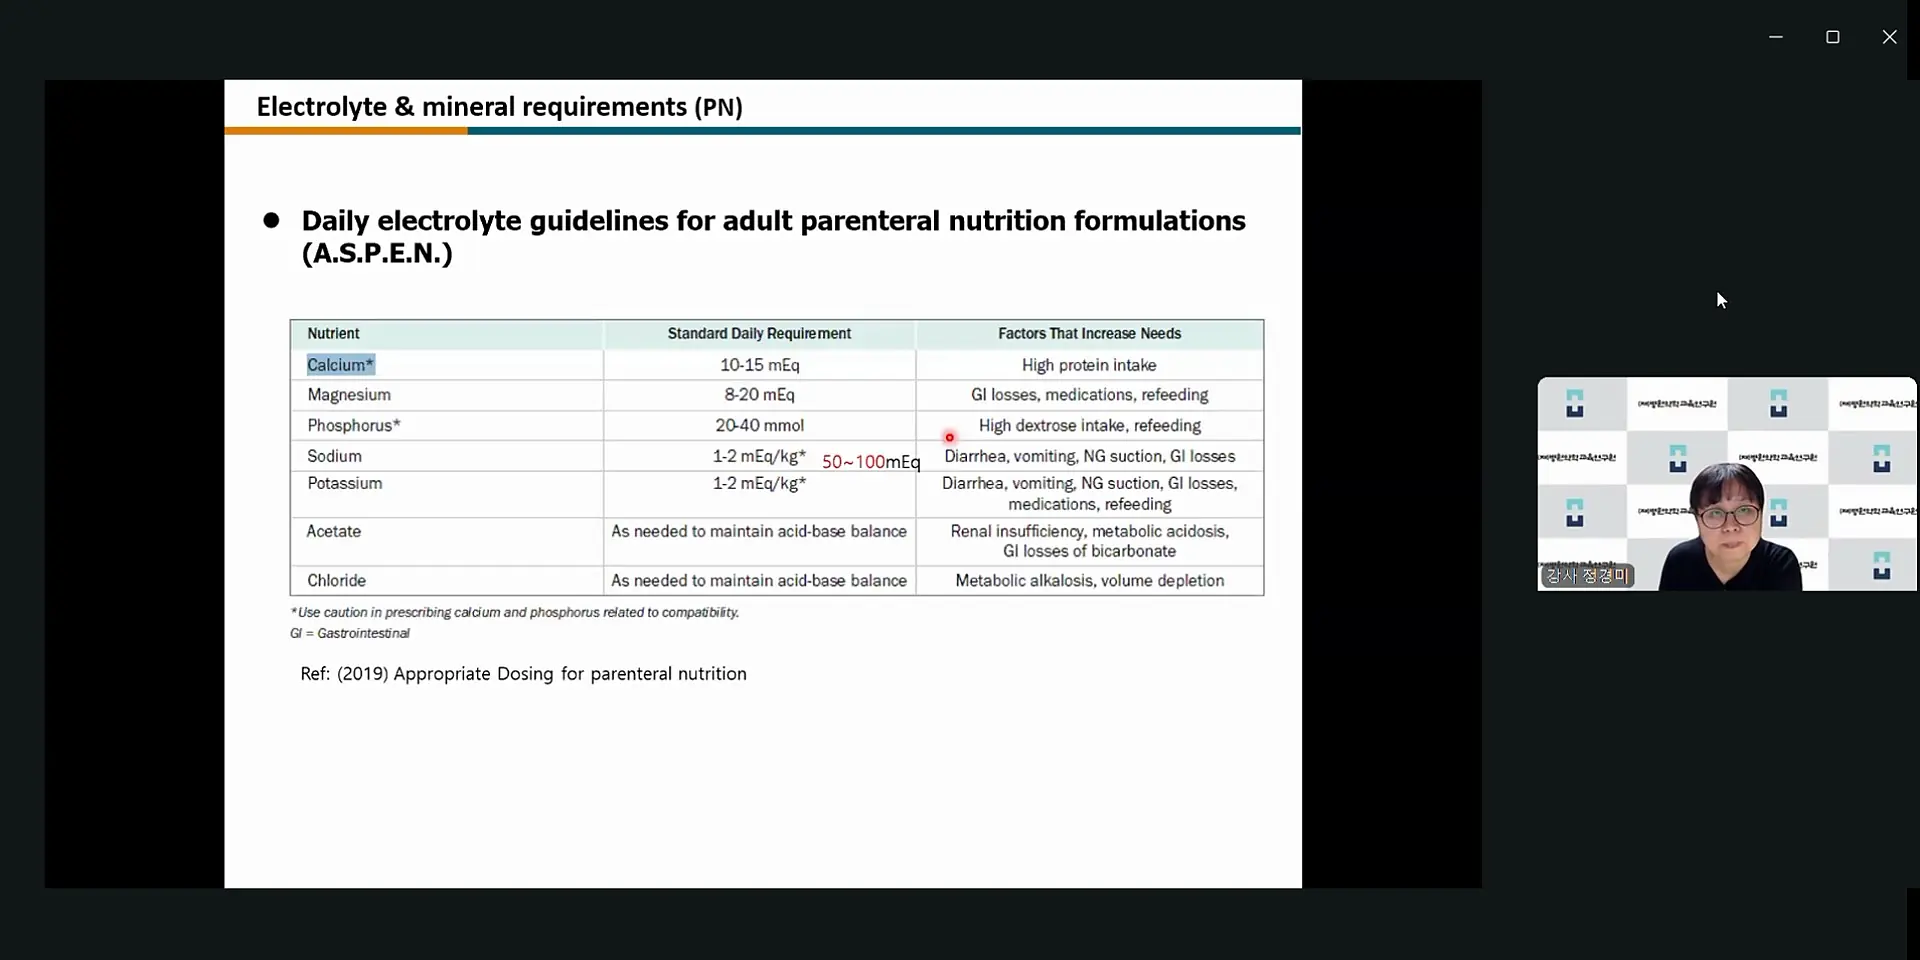 Electrolyte & mineral requirements (PN)
● Daily electrolyte guidelines for adult parenteral nutrition formulations
(A.S.P.E.N.)
Nutrient Standard Daily Requirement Factors That Increase Needs
Calcium* 10-15 mEq High protein intake
Magnesium 8-20 mEq GI losses, medications, refeeding
Phosphorus* 20-40 mmol High dextrose intake, refeeding
Sodium 1-2 mEq/kg* 50~100mEq Diarrhea, vomiting, NG suction, GI losses
Potassium 1-2 mEq/kg* Diarrhea, vomiting, NG suction, GI losses,
medications, refeeding
Acetate As needed to maintain acid-base balance Renal insufficiency, metabolic acidosis,
GI losses of bicarbonate
Chloride As needed to maintain acid-base balance Metabolic alkalosis, volume depletion
*Use caution in prescribing calcium and phosphorus related to compatibility.
GI = Gastrointestinal
Ref: (2019) Appropriate Dosing for parenteral nutrition
강사 정경미